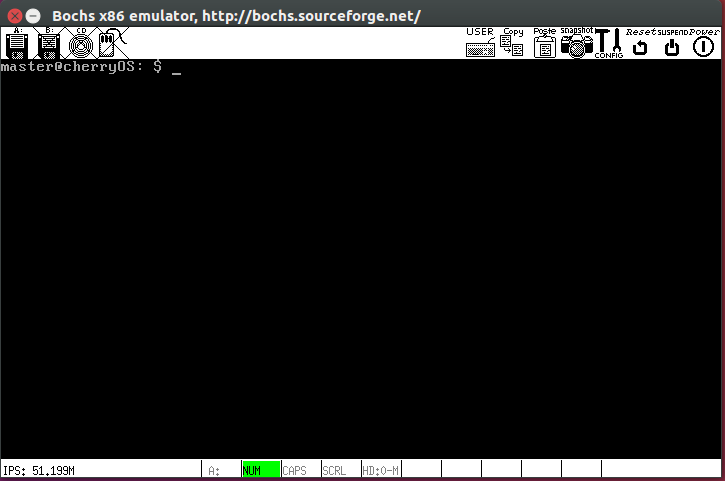 Bochs x86 emulator, http://bochs.sourceforge.net/
A: B: CD USER Copy Paste Snapshot CONFIG Reset SUSPEND Power
master@cherryOS: $ _
IPS: 51.199M A: NUM CAPS SCRL HD:0-M